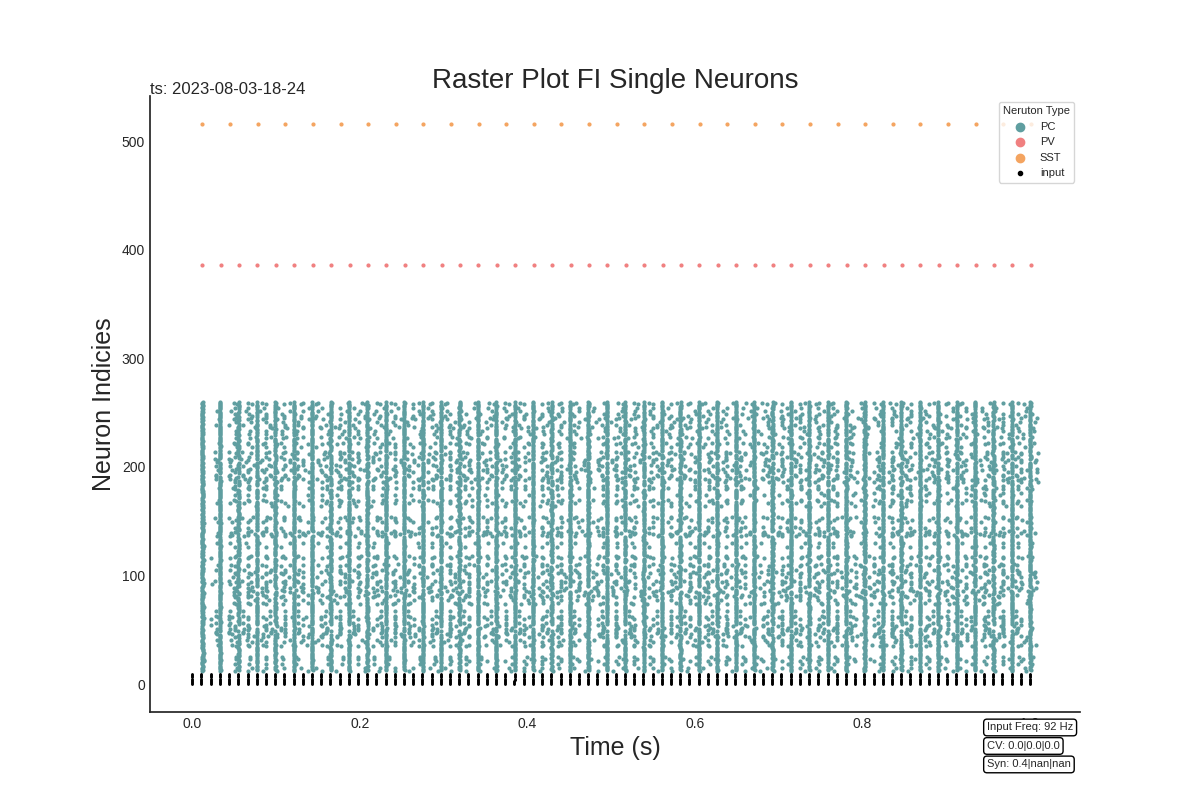 Raster Plot FI Single Neurons
ts: 2023-08-03-18-24
Neruton Type
PC
PV
SST
input
Neuron Indicies
500
400
300
200
100
0
0.0
0.2
0.4
0.6
0.8
Time (s)
Input Freq: 92 Hz
CV: 0.0|0.0|0.0
Syn: 0.4|nan|nan